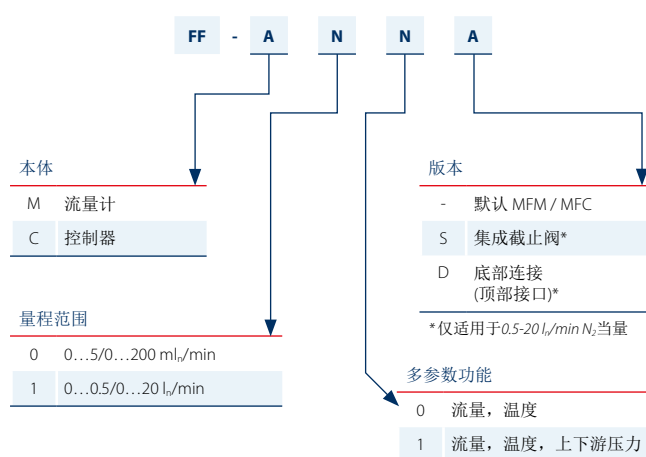 FF - A N N A
本体
M 流量计
C 控制器
量程范围
0 0…5/0…200 mlₙ/min
1 0…0.5/0…20 lₙ/min
版本
- 默认 MFM / MFC
S 集成截止阀*
D 底部连接
(顶部接口)*
*仅适用于0.5-20 lₙ/min N₂当量
多参数功能
0 流量，温度
1 流量，温度，上下游压力